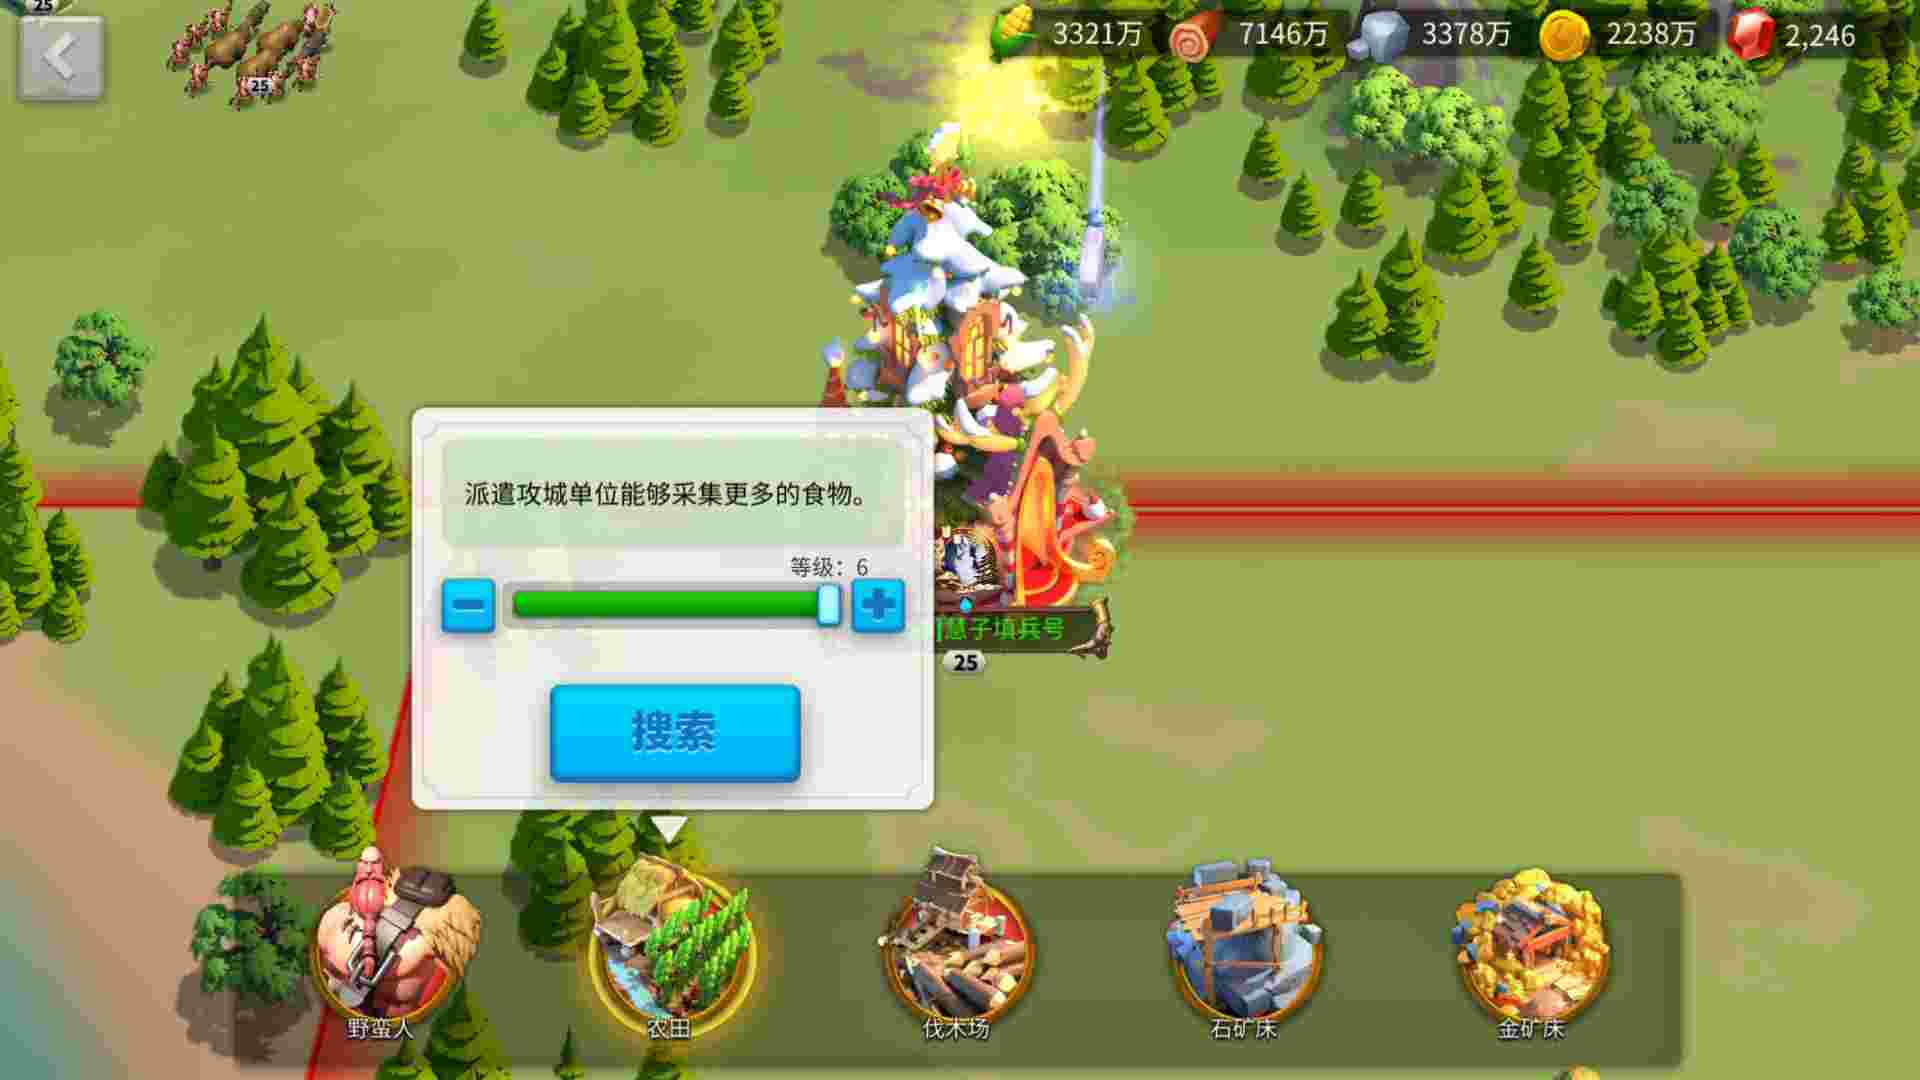 25
3321万
7146万
3378万
2238万
2,246
25
派遣攻城单位能够采集更多的食物。
等级：6
慧子填兵号
25
搜索
野蛮人
农田
伐木场
石矿床
金矿床